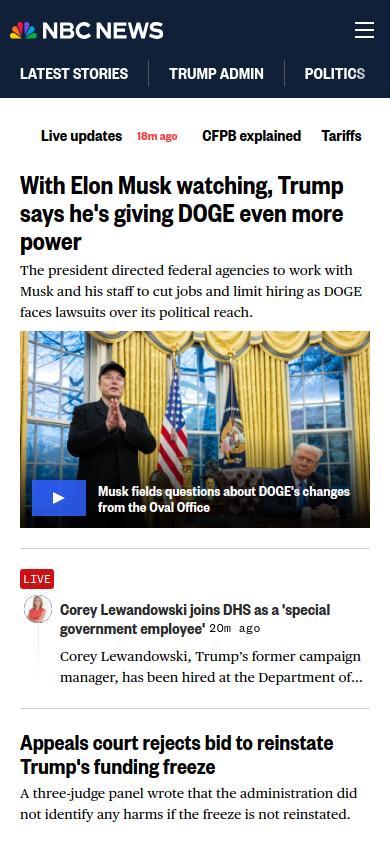 NBC NEWS
LATEST STORIES
TRUMP ADMIN
POLITICS
Live updates 18m ago
CFPB explained
Tariffs
With Elon Musk watching, Trump
says he's giving DOGE even more
power
The president directed federal agencies to work with
Musk and his staff to cut jobs and limit hiring as DOGE
faces lawsuits over its political reach.
Musk fields questions about DOGE's changes
from the Oval Office
LIVE
Corey Lewandowski joins DHS as a 'special
government employee' 20m ago
Corey Lewandowski, Trump’s former campaign
manager, has been hired at the Department of...
Appeals court rejects bid to reinstate
Trump's funding freeze
A three-judge panel wrote that the administration did
not identify any harms if the freeze is not reinstated.